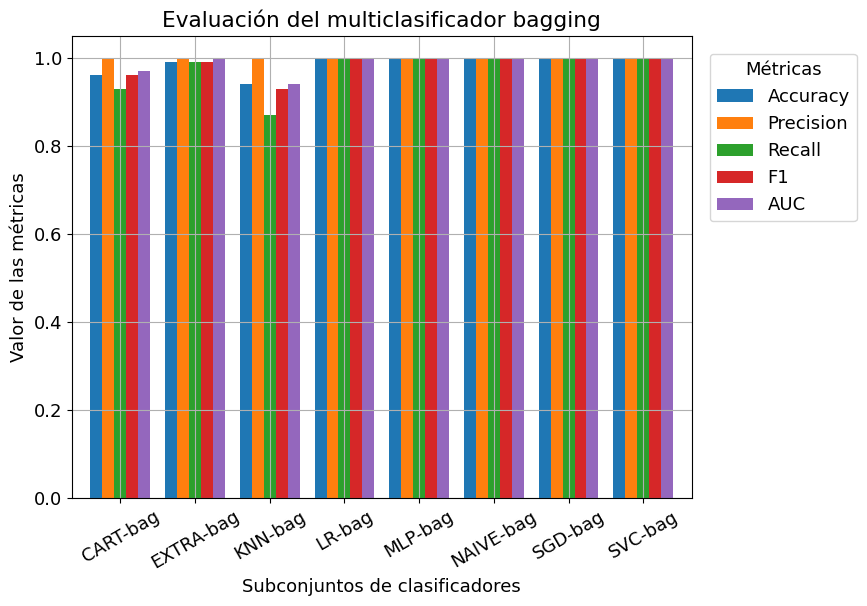 Evaluación del multiclasificador bagging
Valor de las métricas
1.0
0.8
0.6
0.4
0.2
0.0
CART-bag
EXTRA-bag
KNN-bag
LR-bag
MLP-bag
NAIVE-bag
SGD-bag
SVC-bag
Subconjuntos de clasificadores
Métricas
Accuracy
Precision
Recall
F1
AUC